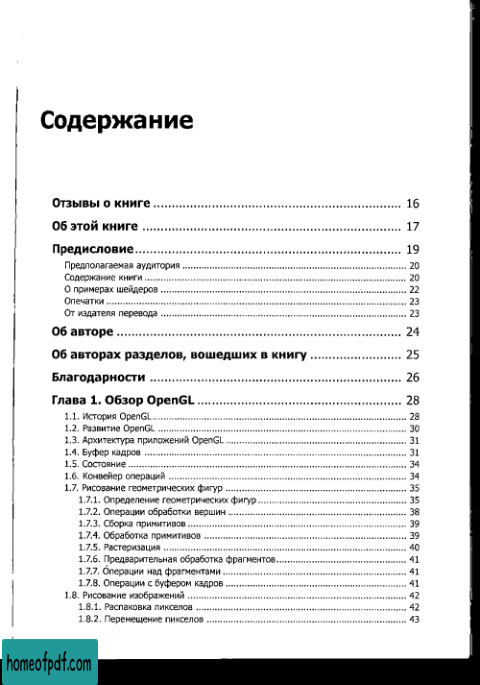 Содержание
Отзывы о книге ........ 16
Об этой книге ........ 17
Предисловие ........ 19
Предполагаемая аудитория ........ 20
Содержание книги ........ 20
О примерах шейдеров ........ 22
Опечатки ........ 23
От издателя перевода ........ 23
Об авторе ........ 24
Об авторах разделов, вошедших в книгу ........ 25
Благодарности ........ 26
Глава 1. Обзор OpenGL ........ 28
1.1. История OpenGL ........ 28
1.2. Развитие OpenGL ........ 30
1.3. Архитектура приложений OpenGL ........ 31
1.4. Буфер кадров ........ 31
1.5. Состояние ........ 34
1.6. Конвейер операций ........ 34
1.7. Рисование геометрических фигур ........ 35
1.7.1. Определение геометрических фигур ........ 35
1.7.2. Операции обработки вершин ........ 38
1.7.3. Сборка примитивов ........ 39
1.7.4. Обработка примитивов ........ 39
1.7.5. Растеризация ........ 40
1.7.6. Предварительная обработка фрагментов ........ 41
1.7.7. Операции над фрагментами ........ 41
1.7.8. Операции с буфером кадров ........ 41
1.8. Рисование изображений ........ 42
1.8.1. Распаковка пикселов ........ 42
1.8.2. Перемещение пикселов ........ 43
homeofpdf.com